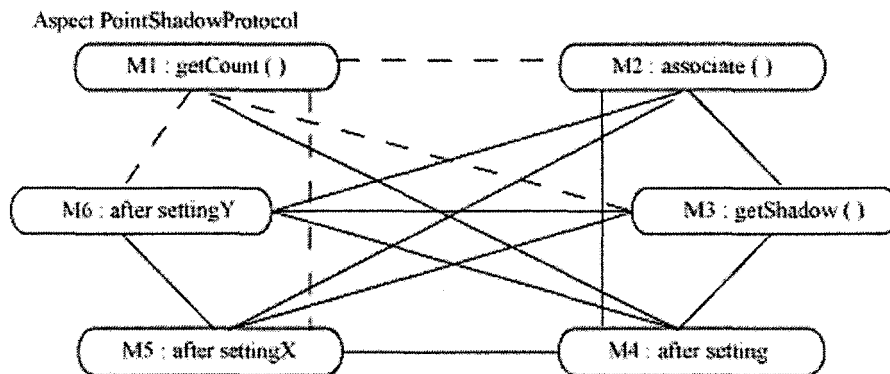 Aspect PointShadowProtocol
M1 : getCount ( )
M2 : associate ( )
M6 : after settingY
M3 : getShadow ( )
M5 : after settingX
M4 : after setting